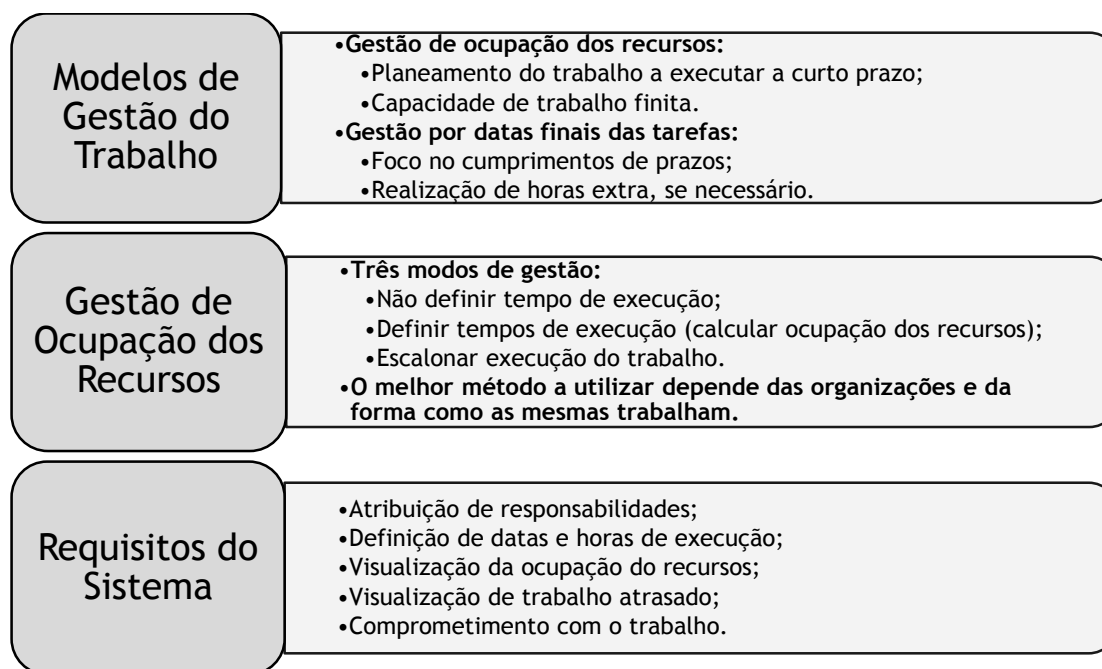 Modelos de
Gestão do
Trabalho
•Gestão de ocupação dos recursos:
•Planeamento do trabalho a executar a curto prazo;
•Capacidade de trabalho finita.
•Gestão por datas finais das tarefas:
•Foco no cumprimentos de prazos;
•Realização de horas extra, se necessário.
Gestão de
Ocupação dos
Recursos
•Três modos de gestão:
•Não definir tempo de execução;
•Definir tempos de execução (calcular ocupação dos recursos);
•Escalonar execução do trabalho.
•O melhor método a utilizar depende das organizações e da
forma como as mesmas trabalham.
Requisitos do
Sistema
•Atribuição de responsabilidades;
•Definição de datas e horas de execução;
•Visualização da ocupação do recursos;
•Visualização de trabalho atrasado;
•Comprometimento com o trabalho.